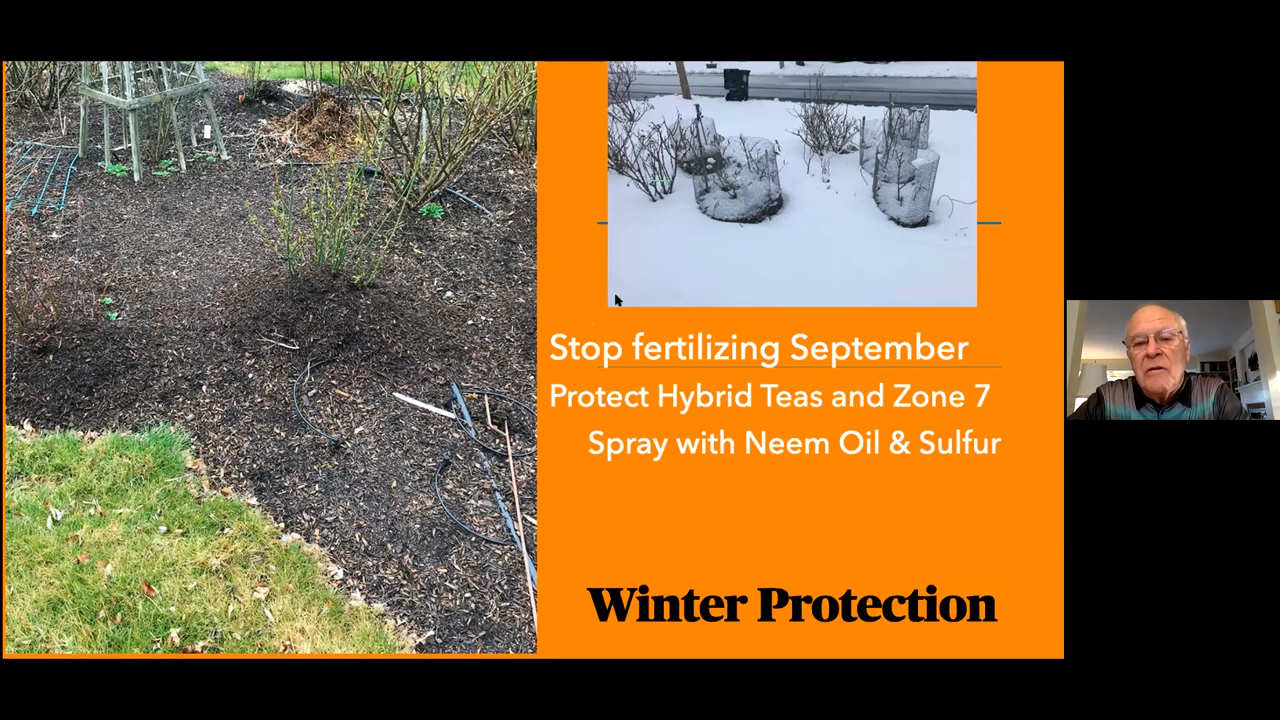 Stop fertilizing September
Protect Hybrid Teas and Zone 7
Spray with Neem Oil & Sulfur
Winter Protection